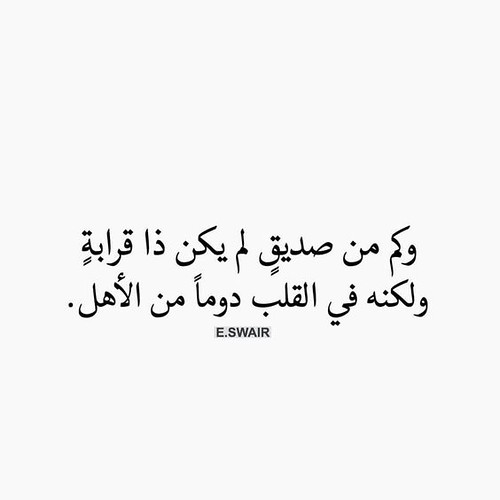 وكم من صديقٍ لم يكن ذا قرابةٍ
ولكنه في القلب دوماً من الأهل.
E.SWAIR